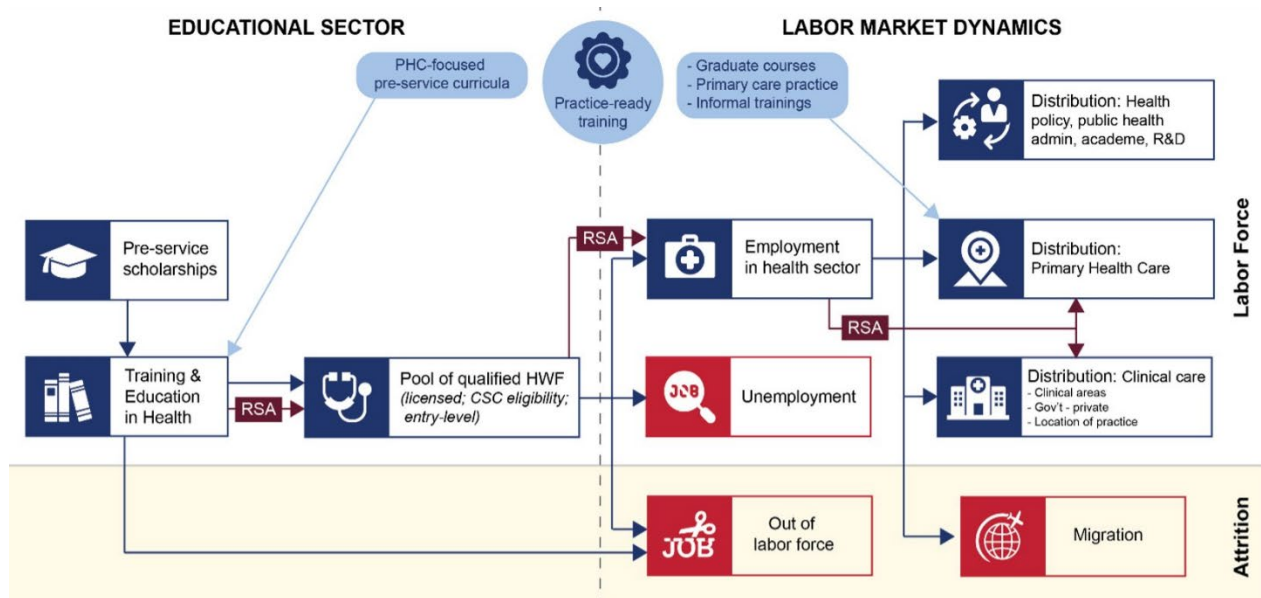 EDUCATIONAL SECTOR
LABOR MARKET DYNAMICS
PHC-focused
pre-service curricula
Practice-ready
training
- Graduate courses
- Primary care practice
- Informal trainings
Distribution: Health
policy, public health
admin, academe, R&D
Pre-service
scholarships
RSA
Employment
in health sector
Distribution:
Primary Health Care
Labor Force
RSA
Training &
Education
in Health
RSA
Pool of qualified HWF
(licensed; CSC eligibility;
entry-level)
JOB
Unemployment
Distribution: Clinical care
- Clinical areas
- Gov't - private
- Location of practice
JOB
Out of
labor force
Migration
Attrition